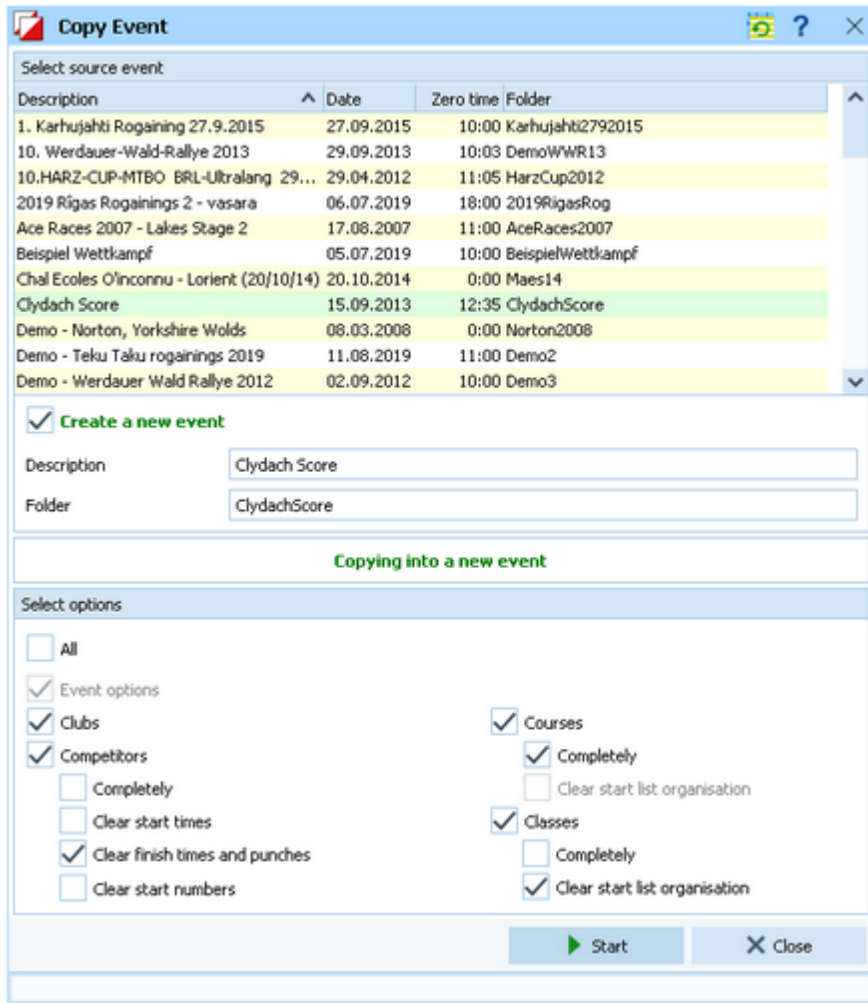 Copy Event
?
Select source event
Description Date Zero time Folder
1. Karhujahti Rogaining 27.9.2015 27.09.2015 10:00 Karhujahti2792015
10. Werdauer-Wald-Rallye 2013 29.09.2013 10:03 DemoWWR13
10.HARZ-CUP-MTBO BRL-Ultralang 29... 29.04.2012 11:05 HarzCup2012
2019 Rīgas Rogainings 2 - vasara 06.07.2019 18:00 2019RigasRog
Ace Races 2007 - Lakes Stage 2 17.08.2007 11:00 AceRaces2007
Beispiel Wettkampf 05.07.2019 10:00 BeispielWettkampf
Chal Ecoles O'inconnu - Lorient (20/10/14) 20.10.2014 0:00 Maes14
Clydach Score 15.09.2013 12:35 ClydachScore
Demo - Norton, Yorkshire Wolds 08.03.2008 0:00 Norton2008
Demo - Teku Taku rogainings 2019 11.08.2019 11:00 Demo2
Demo - Werdauer Wald Rallye 2012 02.09.2012 10:00 Demo3
Create a new event
Description Clydach Score
Folder ClydachScore
Copying into a new event
Select options
All
Event options
Clubs
Competitors
Completely
Clear start times
Clear finish times and punches
Clear start numbers
Courses
Completely
Clear start list organisation
Classes
Completely
Clear start list organisation
Start Close